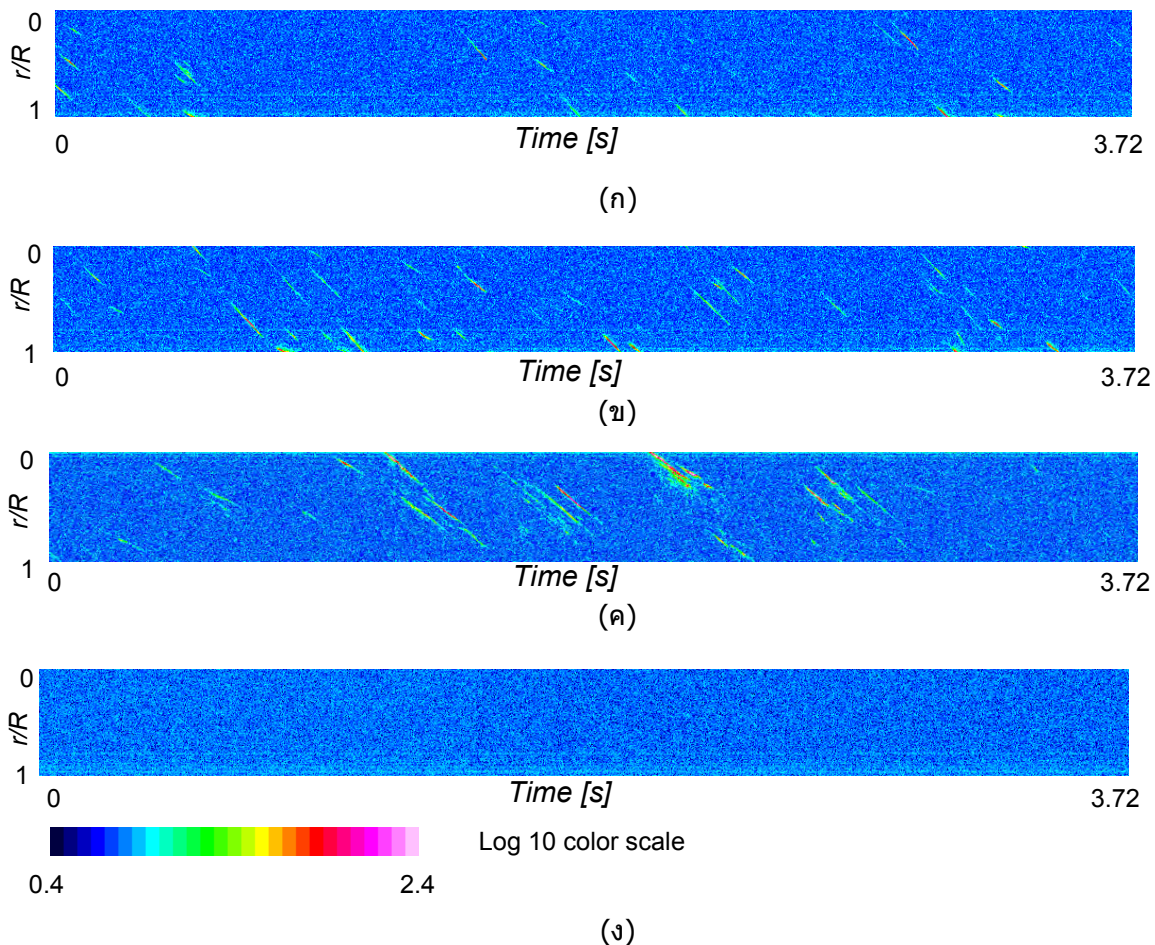 0
r/R
1
0 Time [s] 3.72
(ก)
0
r/R
1
0 Time [s] 3.72
(ข)
0
r/R
1
0 Time [s] 3.72
(ค)
0
r/R
1
0 Time [s] 3.72
Log 10 color scale
0.4 2.4
(ง)